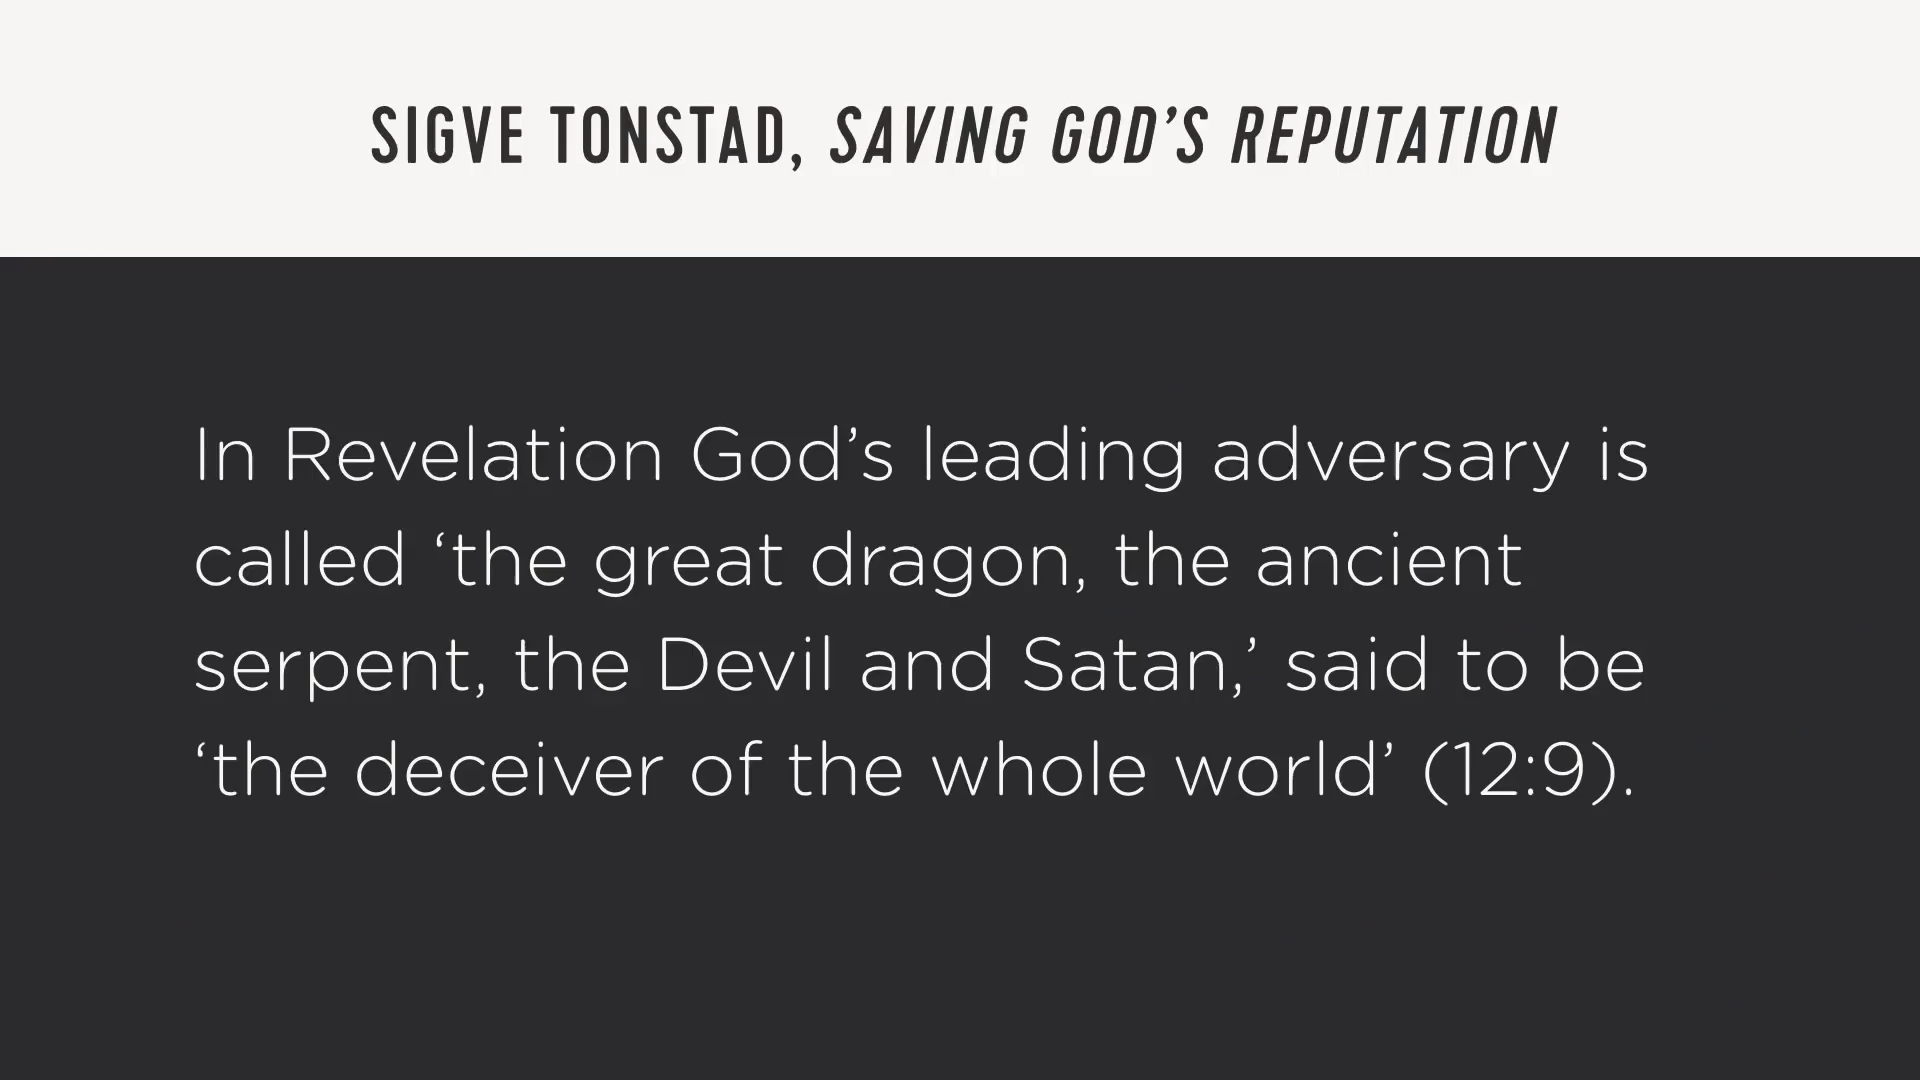 SIGVE TONSTAD, SAVING GOD’S REPUTATION
In Revelation God’s leading adversary is
called ‘the great dragon, the ancient
serpent, the Devil and Satan,’ said to be
‘the deceiver of the whole world’ (12:9).